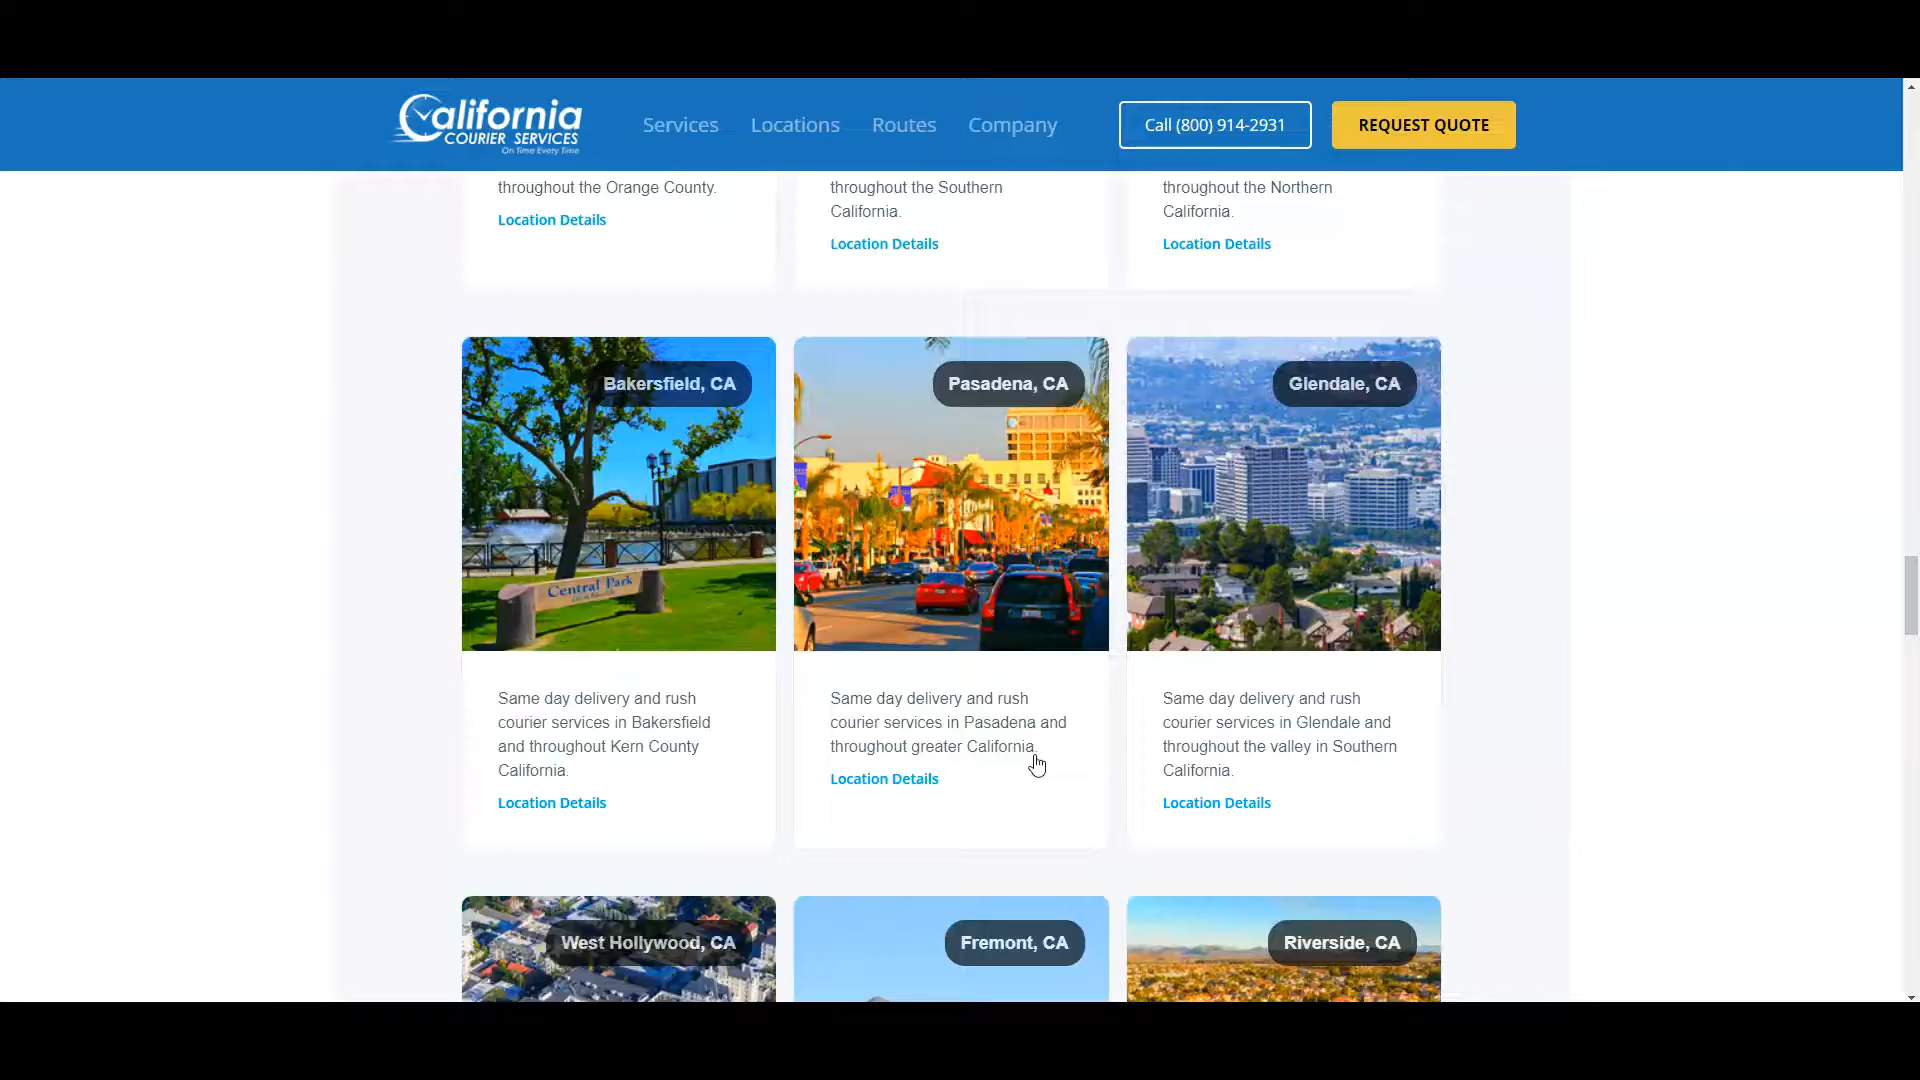 California
COURIER SERVICES
On Time Every Time
Services
Locations
Routes
Company
Call (800) 914-2931
REQUEST QUOTE
throughout the Orange County.
Location Details
throughout the Southern
California.
Location Details
throughout the Northern
California.
Location Details
Bakersfield, CA
Central Park
Same day delivery and rush
courier services in Bakersfield
and throughout Kern County
California.
Location Details
Pasadena, CA
Same day delivery and rush
courier services in Pasadena and
throughout greater California.
Location Details
Glendale, CA
Same day delivery and rush
courier services in Glendale and
throughout the valley in Southern
California.
Location Details
West Hollywood, CA
Fremont, CA
Riverside, CA